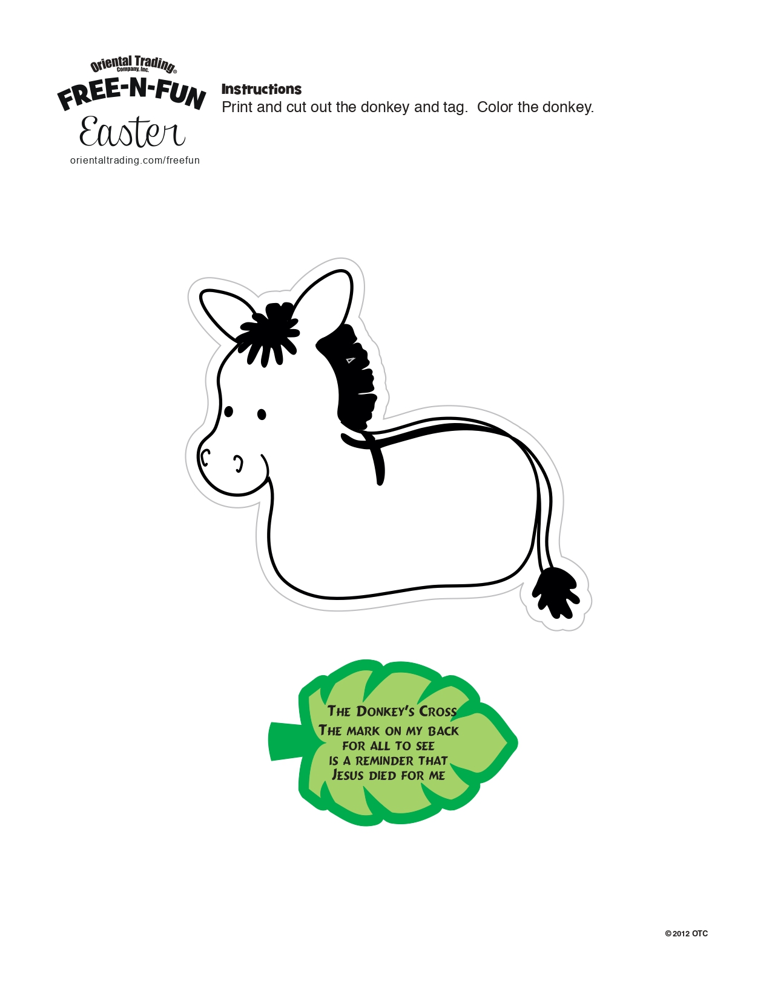 Oriental Trading®
Company, Inc.
FREE-N-FUN
Easter
orientaltrading.com/freefun
Instructions
Print and cut out the donkey and tag.  Color the donkey.
The Donkey's Cross
The mark on my back
for all to see
is a reminder that
Jesus died for me
© 2012 OTC